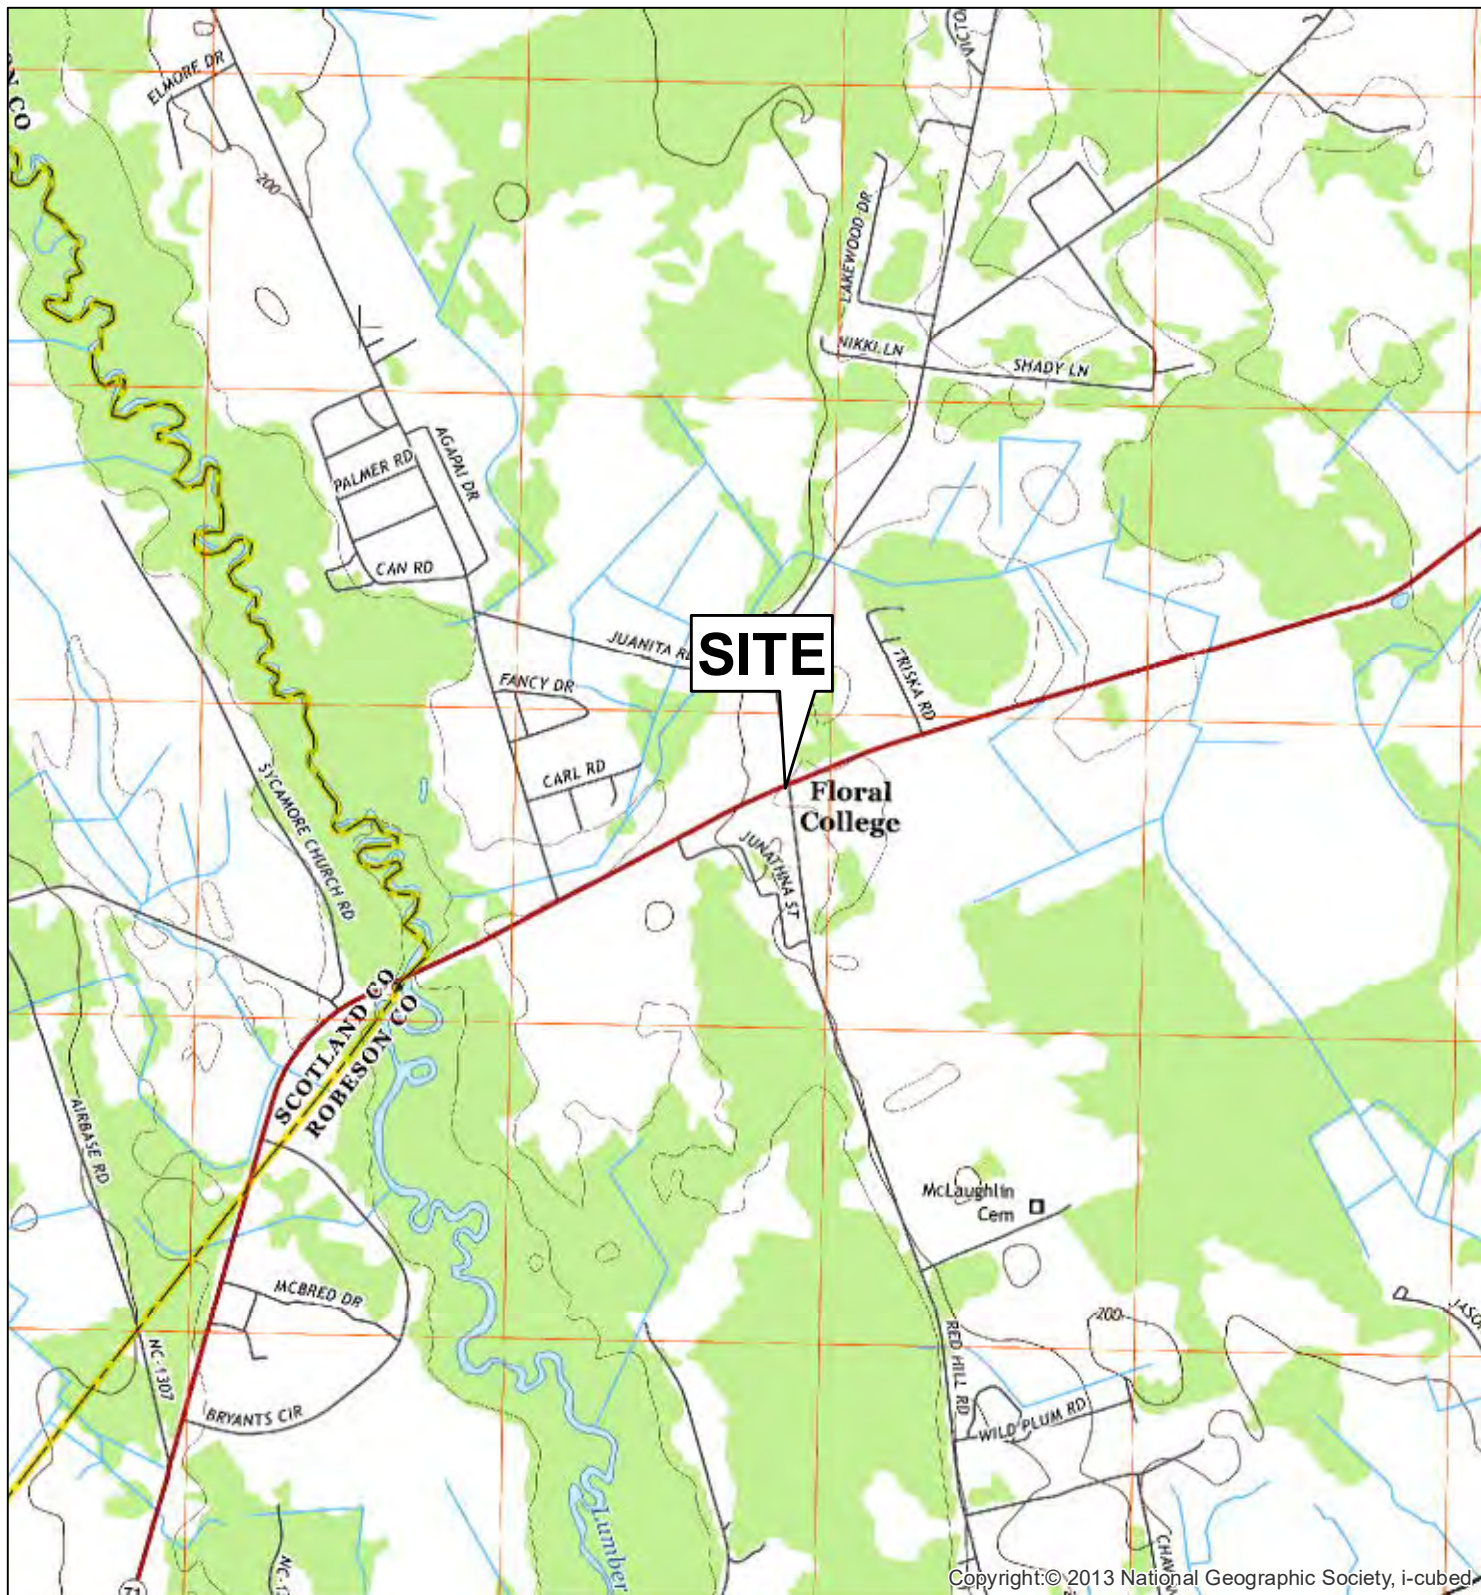 ELMORE DR
N CO
200
LAKEWOOD DR
NIKKI LN
SHADY LN
AGAPAI DR
PALMER RD
CAN RD
JUANITA RD
SITE
TRISKA RD
FANCY DR
CARL RD
SYCAMORE CHURCH RD
Floral
College
JUNATHNA ST
SCOTLAND CO
ROBESON CO
AIRBASE RD
McLaughlin
Cem
MCBRED DR
200
RED HILL RD
NC-1307
BRYANTS CIR
WILD PLUM RD
Lumber
71
Copyright:© 2013 National Geographic Society, i-cubed